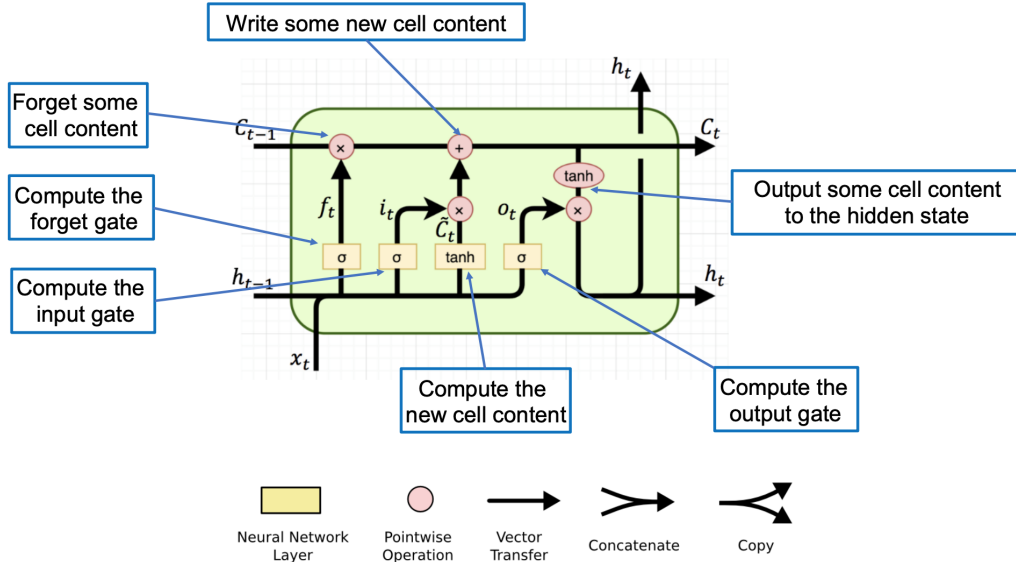 Write some new cell content
Forget some
cell content
Compute the
forget gate
Compute the
input gate
h_t
C_{t-1}
C_t
×
+
tanh
Output some cell content
to the hidden state
f_t
i_t
×
C̃_t
o_t
×
σ
σ
tanh
σ
h_{t-1}
h_t
x_t
Compute the
new cell content
Compute the
output gate
Neural Network
Layer
Pointwise
Operation
Vector
Transfer
Concatenate
Copy